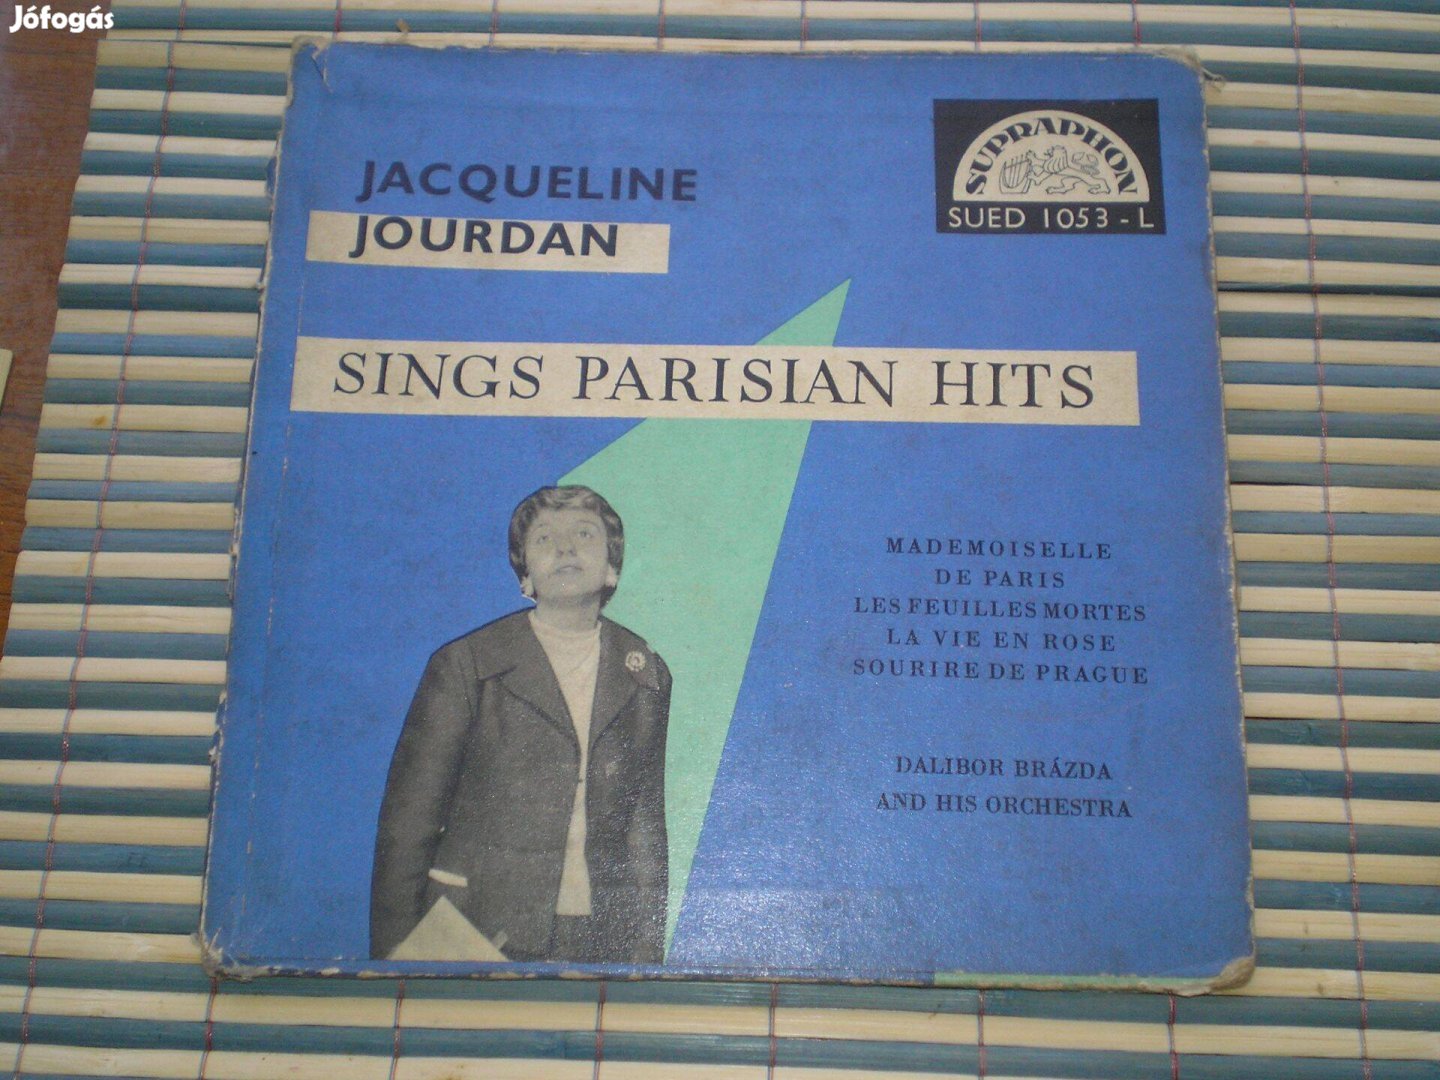 Jófogás
JACQUELINE
JOURDAN
SUPRAPHON
SUED 1053 - L
SINGS PARISIAN HITS
MADEMOISELLE
DE PARIS
LES FEUILLES MORTES
LA VIE EN ROSE
SOURIRE DE PRAGUE
DALIBOR BRÁZDA
AND HIS ORCHESTRA